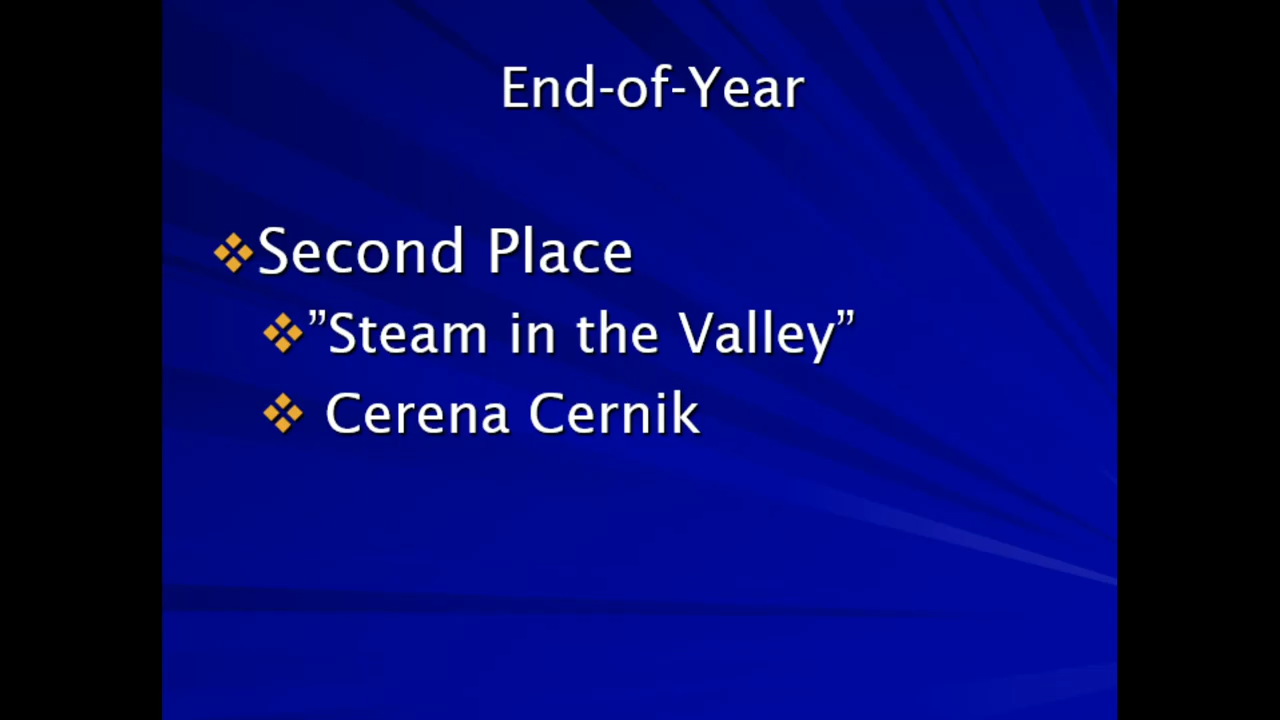 End-of-Year
Second Place
”Steam in the Valley”
Cerena Cernik